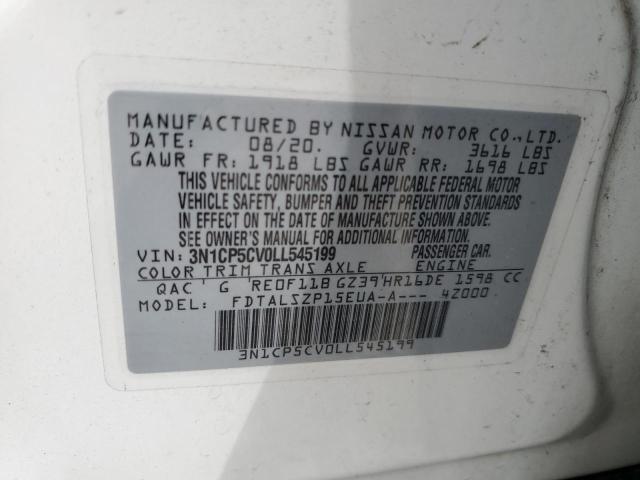 MANUFACTURED BY NISSAN MOTOR CO., LTD.
DATE: 08/20. GVWR: 3616 LBS
GAWR FR: 1918 LBS GAWR RR: 1698 LBS
THIS VEHICLE CONFORMS TO ALL APPLICABLE FEDERAL MOTOR
VEHICLE SAFETY, BUMPER AND THEFT PREVENTION STANDARDS
IN EFFECT ON THE DATE OF MANUFACTURE SHOWN ABOVE.
SEE OWNER'S MANUAL FOR ADDITIONAL INFORMATION.
VIN: 3N1CP5CV0LL545199 PASSENGER CAR.
COLOR TRIM TRANS AXLE ENGINE
QAC' G 'RE0F11B GZ39'HR16DE 1598 CC
MODEL: FDTALSZP15EUA-A--- 4Z000
3N1CP5CV0LL545199